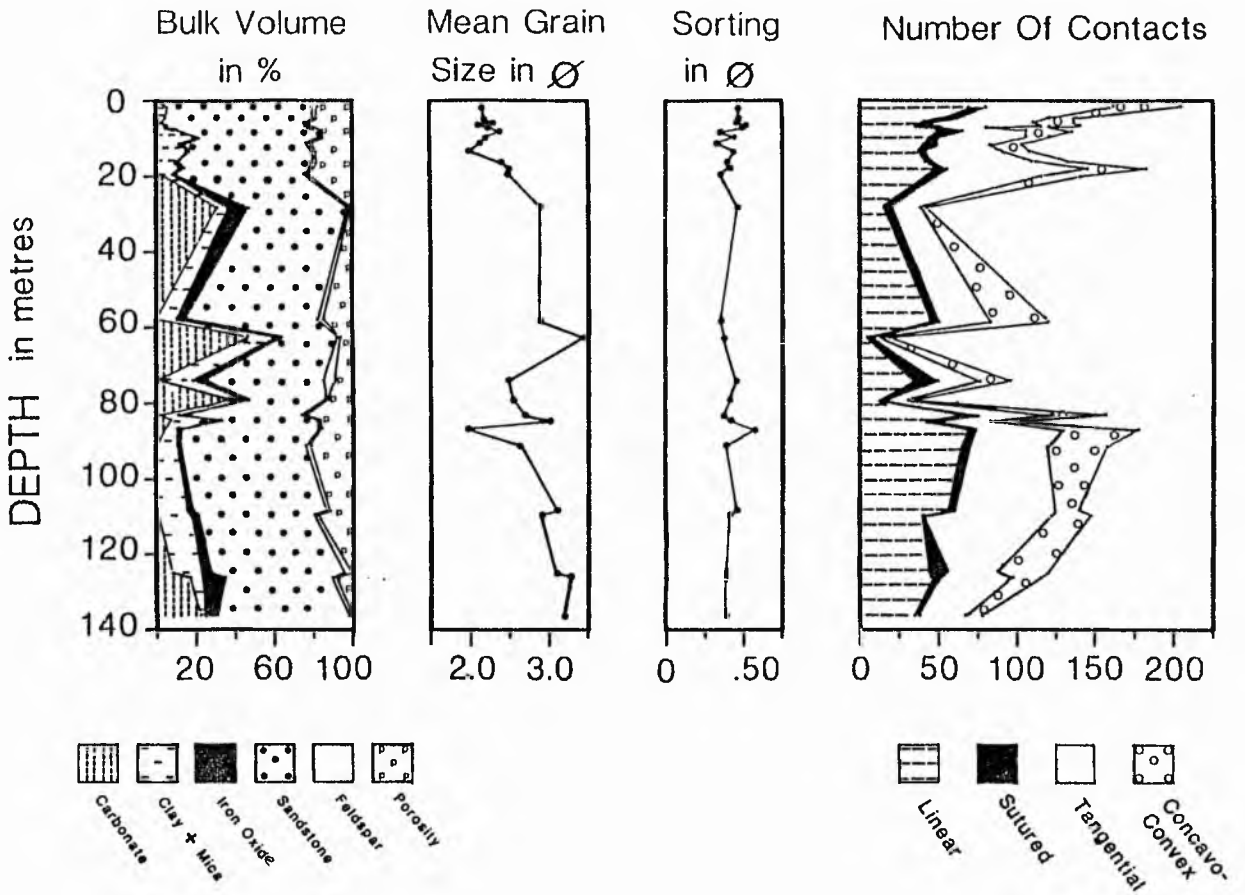 Bulk Volume
in %
Mean Grain
Size in Ø
Sorting
in Ø
Number Of Contacts
DEPTH in metres
0
20
40
60
80
100
120
140
20
60
100
2.0
3.0
0
.50
0
50
100
150
200
Carbonate
Clay + Mica
Iron Oxide
Sandstone
Feldspar
Porosity
Linear
Sutured
Tangential
Concavo-
Convex